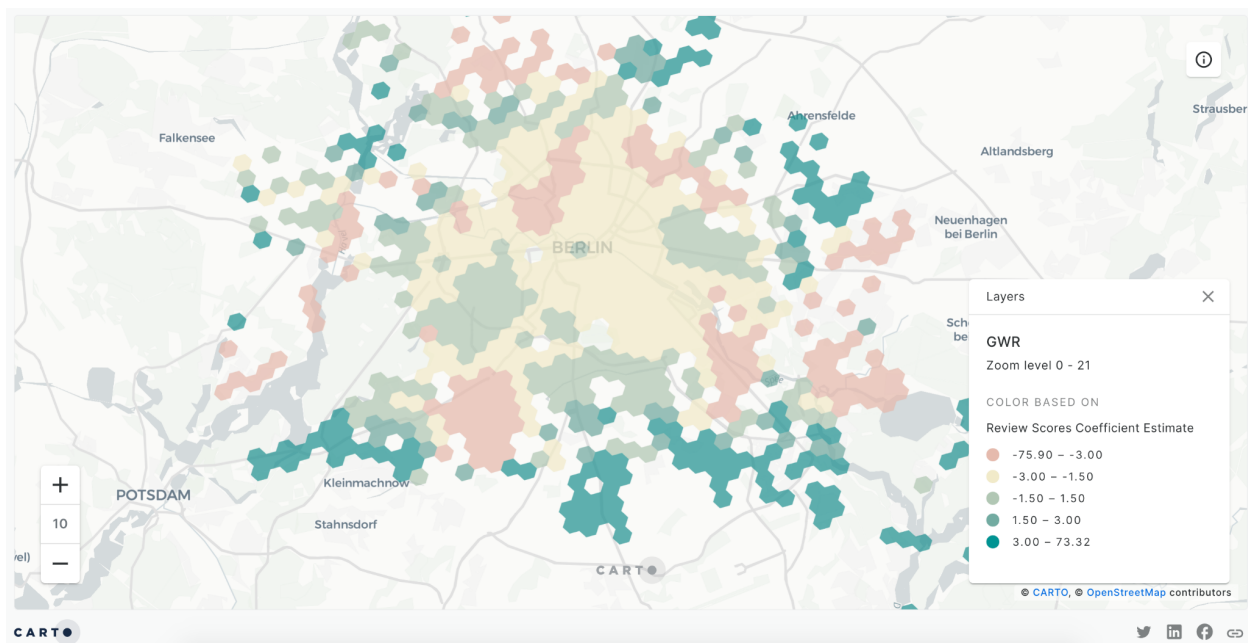 Ahrensfelde
Strausber
Falkensee
Altlandsberg
Neuenhagen
bei Berlin
BERLIN
Layers
Sch
be
GWR
Zoom level 0 - 21
COLOR BASED ON
Review Scores Coefficient Estimate
-75.90 – -3.00
-3.00 – -1.50
-1.50 – 1.50
1.50 – 3.00
3.00 – 73.32
+
10
−
POTSDAM
Kleinmachnow
Stahnsdorf
vel)
CARTO
© CARTO, © OpenStreetMap contributors
CARTO